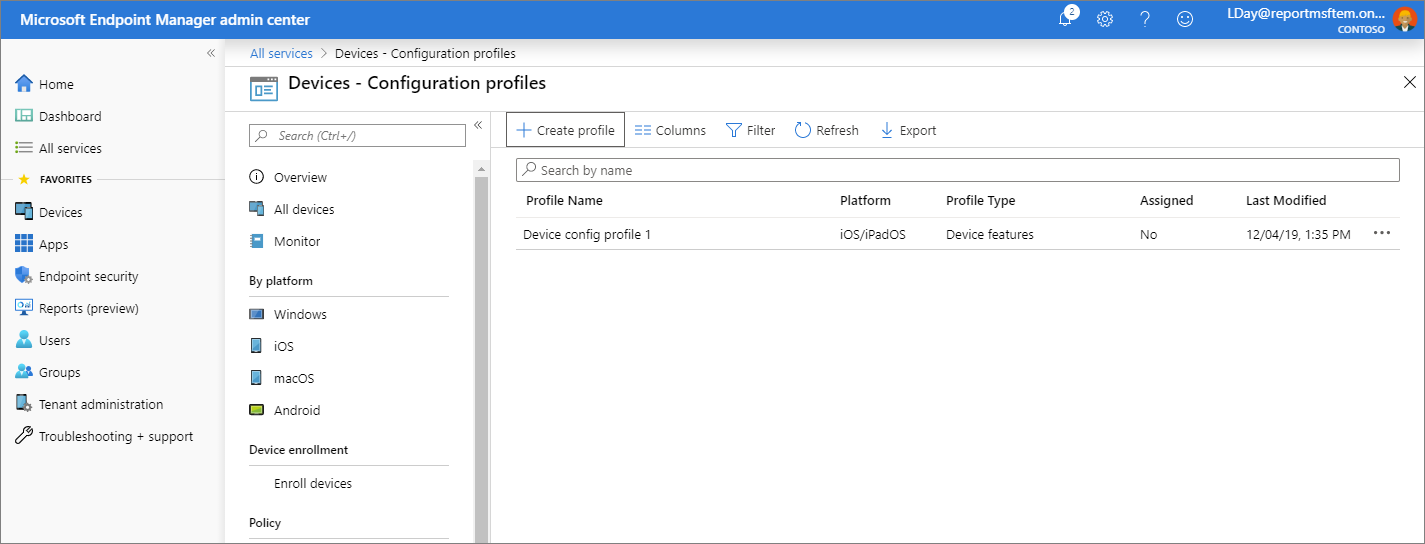 Microsoft Endpoint Manager admin center
2
LDay@reportmsftem.on...
CONTOSO
«
Home
Dashboard
All services
FAVORITES
Devices
Apps
Endpoint security
Reports (preview)
Users
Groups
Tenant administration
Troubleshooting + support
All services > Devices - Configuration profiles
Devices - Configuration profiles
Search (Ctrl+/)
«
Overview
All devices
Monitor
By platform
Windows
iOS
macOS
Android
Device enrollment
Enroll devices
Policy
Create profile Columns Filter Refresh Export
Search by name
Profile Name Platform Profile Type Assigned Last Modified
Device config profile 1 iOS/iPadOS Device features No 12/04/19, 1:35 PM ...